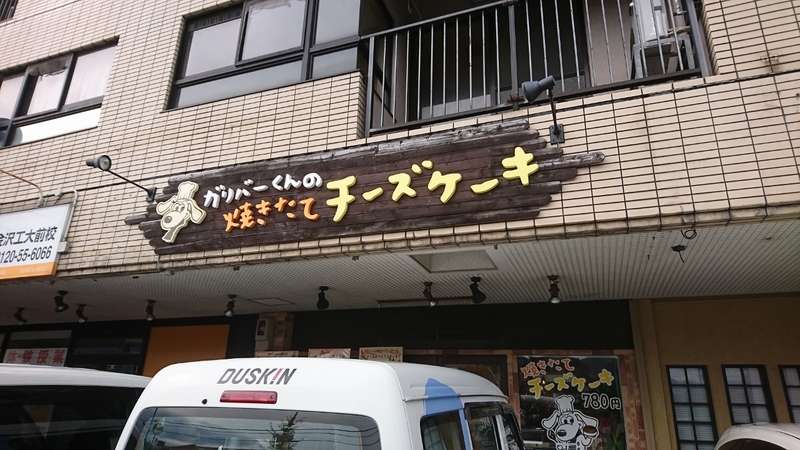 ガリバーくんの
焼きたて
チーズケーキ
金沢工大前校
0120-55-6066
DUSKIN
焼きたて
チーズケーキ
780円